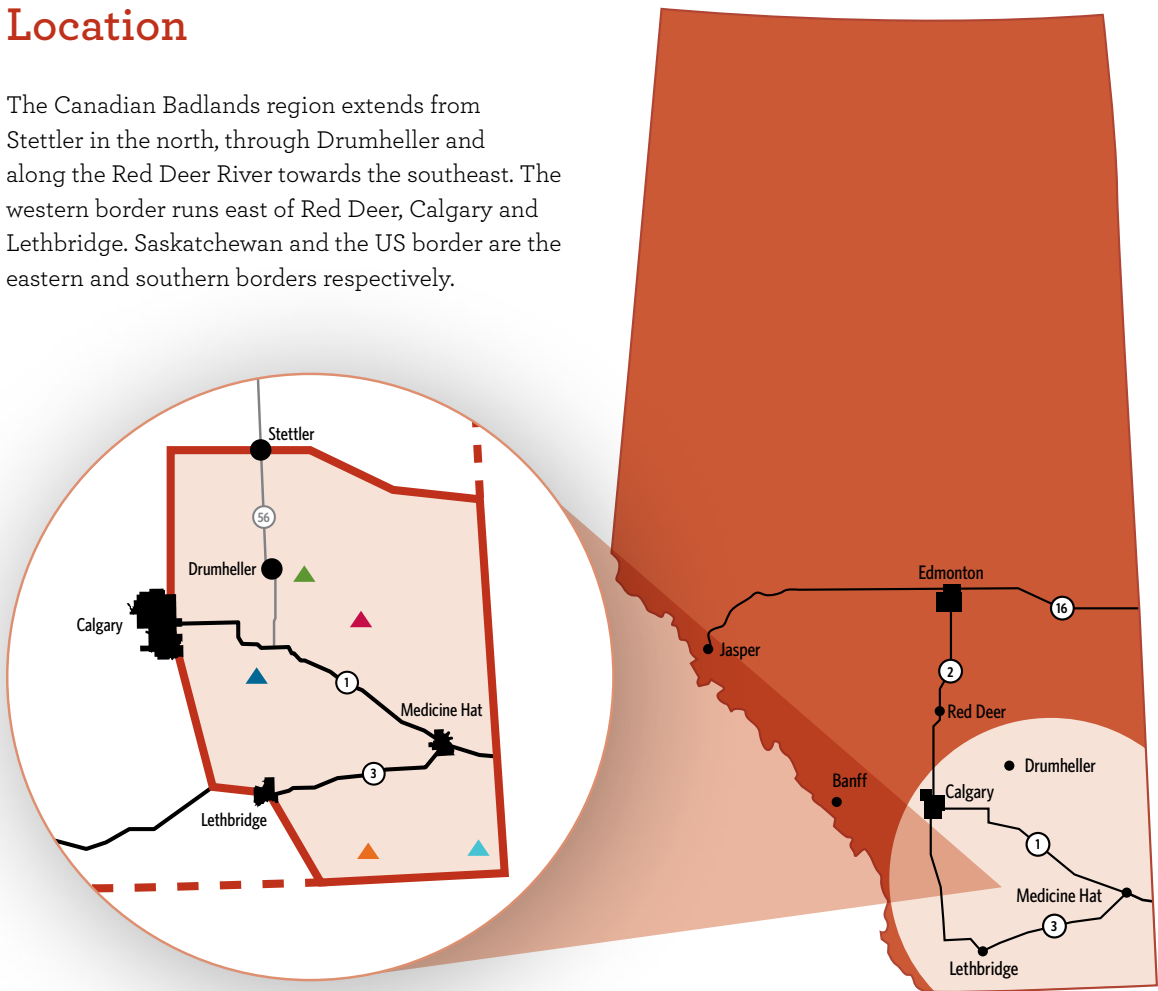 Location
The Canadian Badlands region extends from
Stettler in the north, through Drumheller and
along the Red Deer River towards the southeast. The
western border runs east of Red Deer, Calgary and
Lethbridge. Saskatchewan and the US border are the
eastern and southern borders respectively.
Stettler
56
Drumheller
Calgary
1
Medicine Hat
3
Lethbridge
Edmonton
16
Jasper
2
Red Deer
Drumheller
Banff
Calgary
1
Medicine Hat
3
Lethbridge